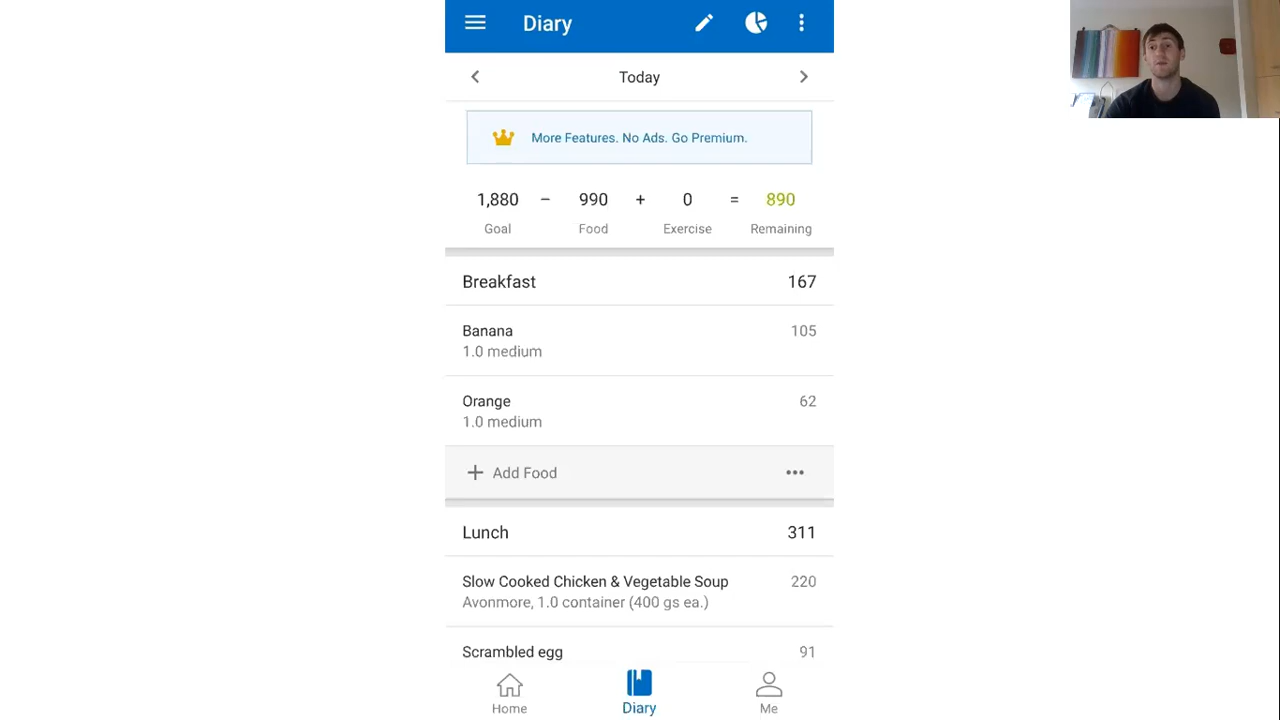 Diary
Today
More Features. No Ads. Go Premium.
1,880 − 990 + 0 = 890
Goal Food Exercise Remaining
Breakfast 167
Banana 105
1.0 medium
Orange 62
1.0 medium
+ Add Food
Lunch 311
Slow Cooked Chicken & Vegetable Soup 220
Avonmore, 1.0 container (400 gs ea.)
Scrambled egg 91
Home Diary Me